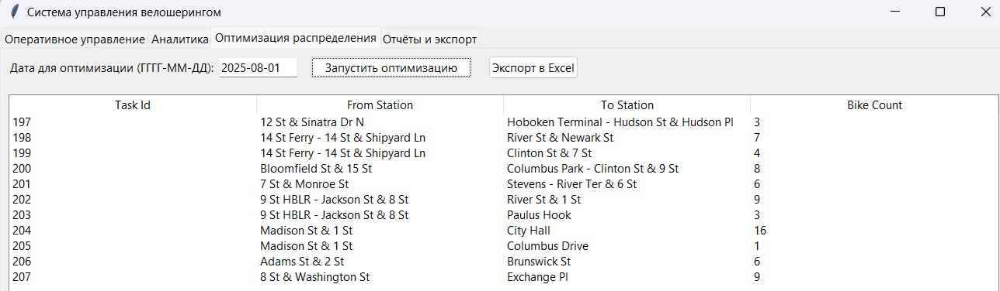 Система управления велошерингом
Оперативное управление Аналитика Оптимизация распределения Отчёты и экспорт
Дата для оптимизации (ГГГГ-ММ-ДД): 2025-08-01 Запустить оптимизацию Экспорт в Excel
Task Id From Station To Station Bike Count
197 12 St & Sinatra Dr N Hoboken Terminal - Hudson St & Hudson Pl 3
198 14 St Ferry - 14 St & Shipyard Ln River St & Newark St 7
199 14 St Ferry - 14 St & Shipyard Ln Clinton St & 7 St 4
200 Bloomfield St & 15 St Columbus Park - Clinton St & 9 St 8
201 7 St & Monroe St Stevens - River Ter & 6 St 6
202 9 St HBLR - Jackson St & 8 St River St & 1 St 9
203 9 St HBLR - Jackson St & 8 St Paulus Hook 3
204 Madison St & 1 St City Hall 16
205 Madison St & 1 St Columbus Drive 1
206 Adams St & 2 St Brunswick St 6
207 8 St & Washington St Exchange Pl 9